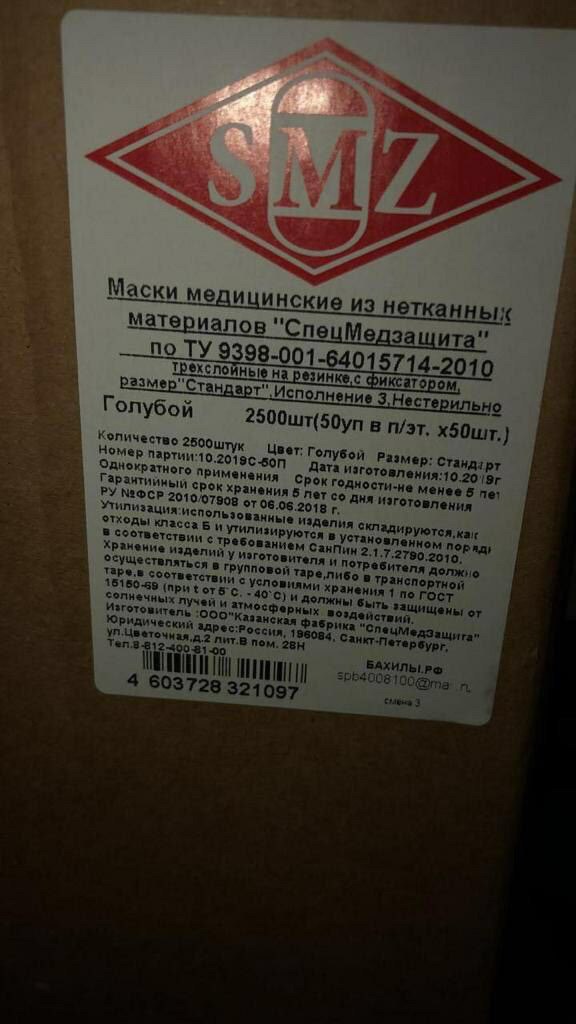 SMZ
Маски медицинские из нетканных
материалов "СпецМедзащита"
по ТУ 9398-001-64015714-2010
трехслойные на резинке,с фиксатором,
размер"Стандарт",Исполнение 3,Нестерильно
Голубой 2500шт(50уп в п/эт. х50шт.)
Количество 2500штук Цвет: Голубой Размер: Стандарт
Номер партии:10.2019С-50П Дата изготовления:10.2019г
Однократного применения Срок годности-не менее 5 лет
Гарантийный срок хранения 5 лет со дня изготовления
РУ №ФСР 2010/07908 от 06.06.2018 г.
Утилизация:использованные изделия складируются,как
отходы класса Б и утилизируются в установленном порядк
в соответствии с требованием СанПин 2.1.7.2790.2010.
Хранение изделий у изготовителя и потребителя должно
осуществляться в групповой таре,либо в транспортной
таре,в соответствии с условиями хранения 1 по ГОСТ
15150-69 (при t от 5˚С. - 40˚С) и должны быть защищены от
солнечных лучей и атмосферных воздействий.
Изготовитель :ООО"Казанская фабрика "СпецМедЗащита"
Юридический адрес:Россия, 196084, Санкт-Петербург,
ул.Цветочная,д.2 лит.В пом. 28Н
Тел.8-812-400-81-00
БАХИЛЫ.РФ
4 603728 321097
смена 3